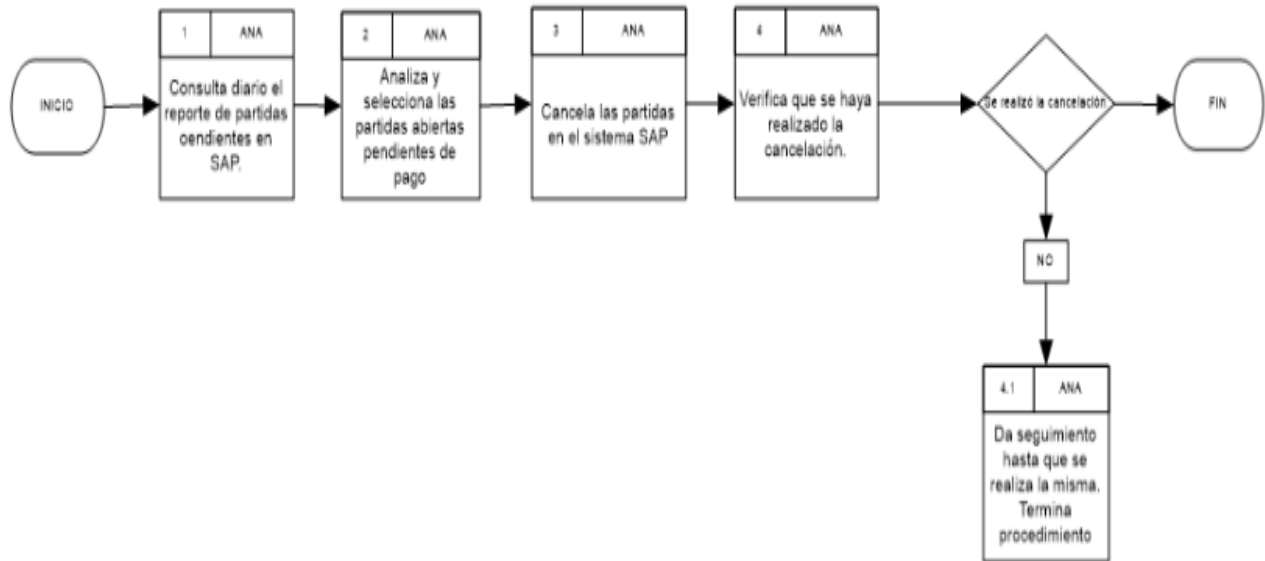 INICIO
1 ANA
Consulta diario el
reporte de partidas
oendientes en
SAP.
2 ANA
Analiza y
selecciona las
partidas abiertas
pendientes de
pago
3 ANA
Cancela las partidas
en el sistema SAP
4 ANA
Verifica que se haya
realizado la
cancelación.
Se realizó la cancelación
FIN
NO
4.1 ANA
Da seguimiento
hasta que se
realiza la misma.
Termina
procedimiento